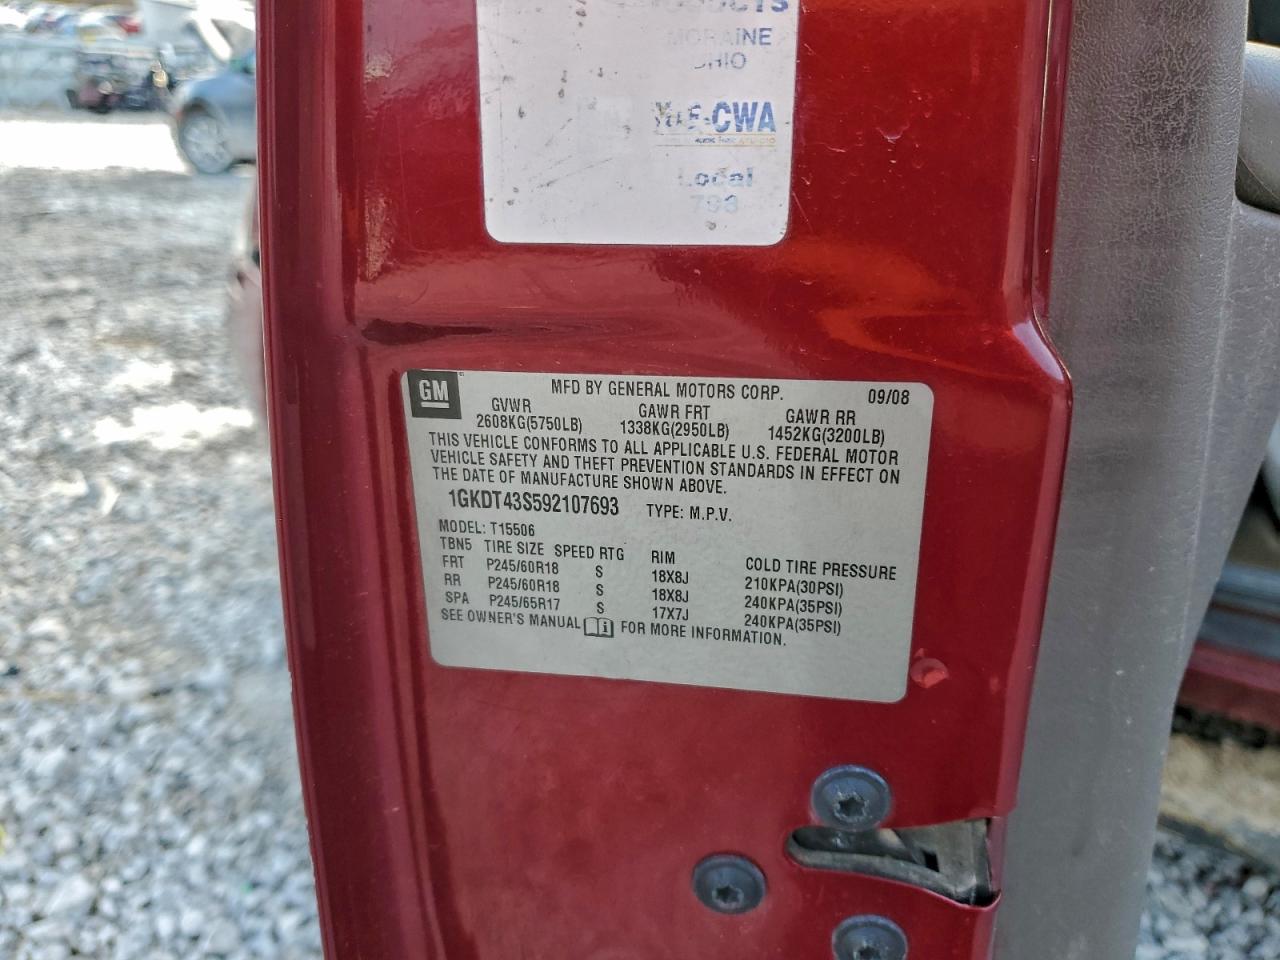 MORAINE
OHIO
IUE-CWA
Local
GM
MFD BY GENERAL MOTORS CORP. 09/08
GVWR GAWR FRT GAWR RR
2608KG(5750LB) 1338KG(2950LB) 1452KG(3200LB)
THIS VEHICLE CONFORMS TO ALL APPLICABLE U.S. FEDERAL MOTOR
VEHICLE SAFETY AND THEFT PREVENTION STANDARDS IN EFFECT ON
THE DATE OF MANUFACTURE SHOWN ABOVE.
1GKDT43S592107693 TYPE: M.P.V.
MODEL: T15506
TBN5 TIRE SIZE SPEED RTG RIM COLD TIRE PRESSURE
FRT P245/60R18 S 18X8J 210KPA(30PSI)
RR P245/60R18 S 18X8J 240KPA(35PSI)
SPA P245/65R17 S 17X7J 240KPA(35PSI)
SEE OWNER'S MANUAL FOR MORE INFORMATION.